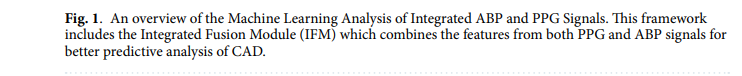 Fig. 1. An overview of the Machine Learning Analysis of Integrated ABP and PPG Signals. This framework
includes the Integrated Fusion Module (IFM) which combines the features from both PPG and ABP signals for
better predictive analysis of CAD.